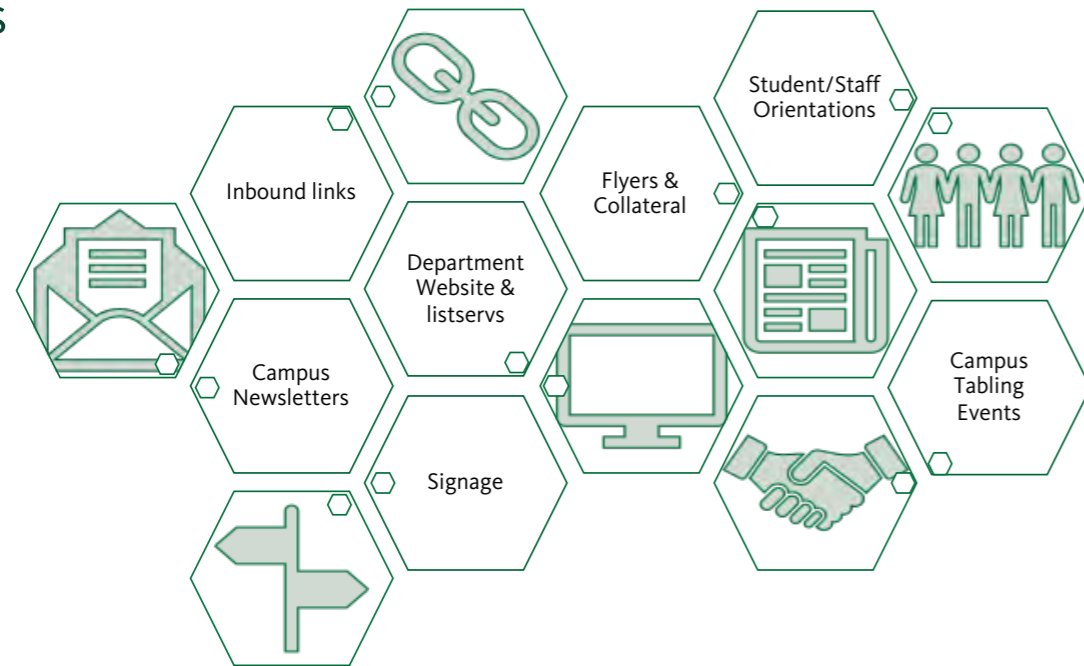 s
Student/Staff
Orientations
Inbound links
Flyers &
Collateral
Department
Website &
listservs
Campus
Newsletters
Campus
Tabling
Events
Signage